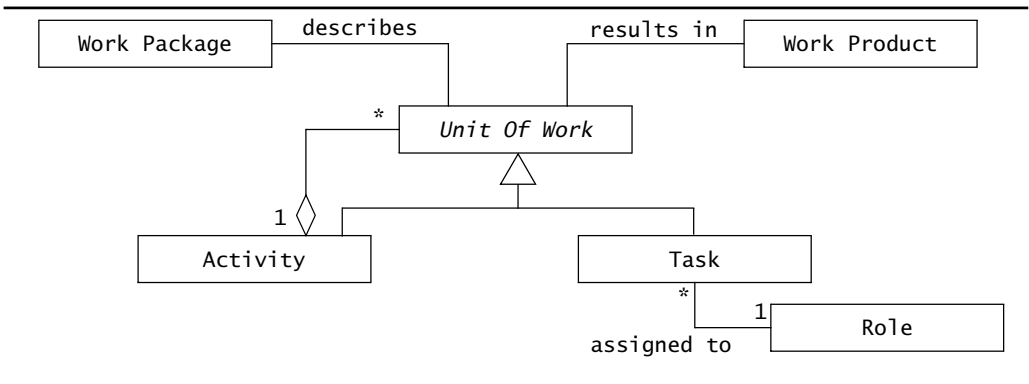 describes
results in
Work Package
Work Product
*
Unit Of Work
1
Activity
Task
*
1
Role
assigned to